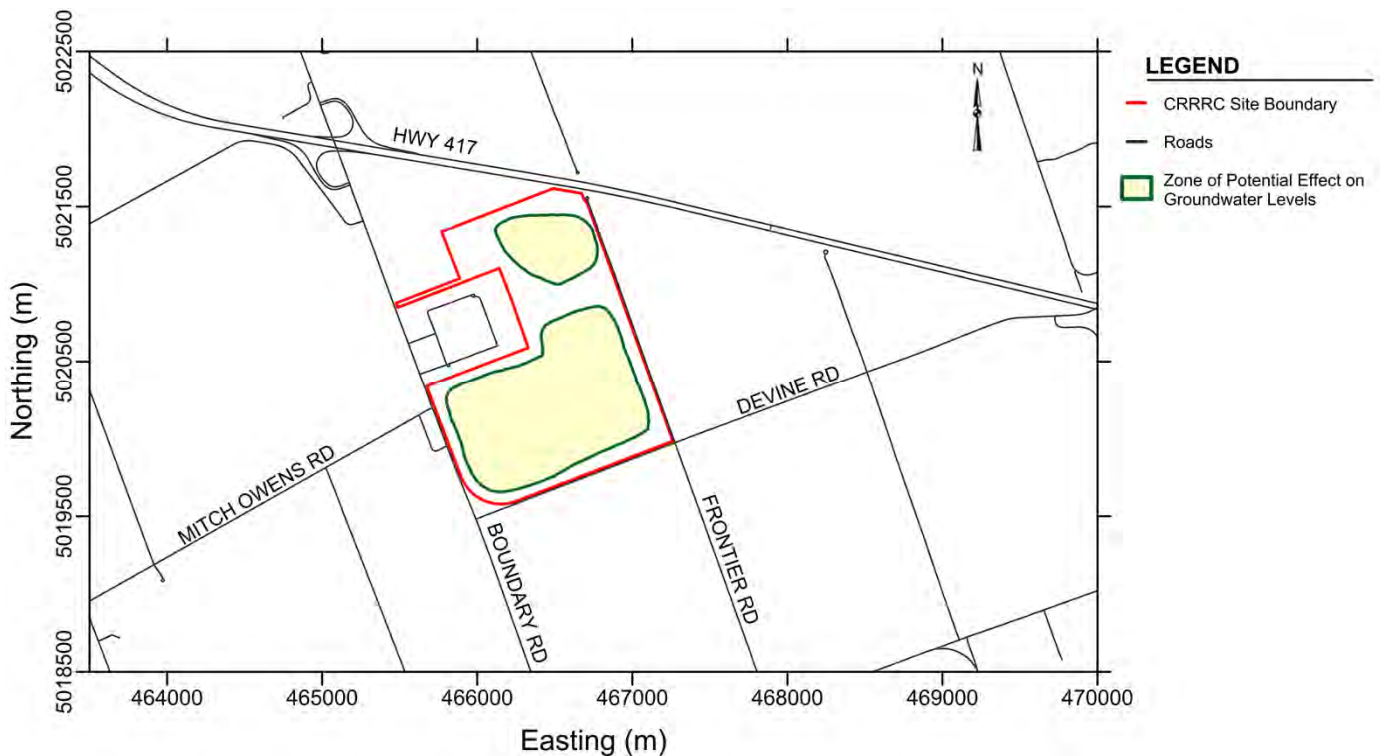 5022500
5021500
5020500
5019500
5018500
Northing (m)
464000
465000
466000
467000
468000
469000
470000
Easting (m)
HWY 417
N
DEVINE RD
MITCH OWENS RD
BOUNDARY RD
FRONTIER RD
LEGEND
CRRRC Site Boundary
Roads
Zone of Potential Effect on
Groundwater Levels